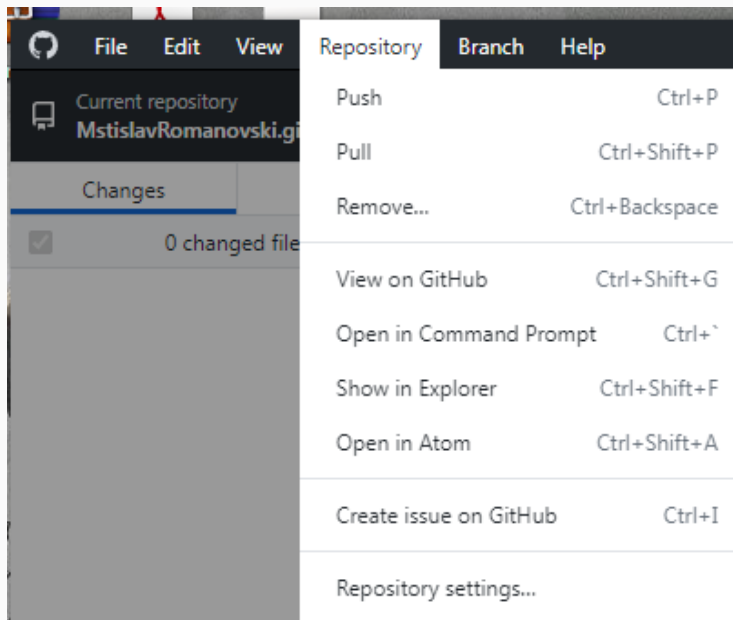 File Edit View Repository Branch Help
Current repository
MstislavRomanovski.gi
Changes
0 changed file
Push Ctrl+P
Pull Ctrl+Shift+P
Remove... Ctrl+Backspace
View on GitHub Ctrl+Shift+G
Open in Command Prompt Ctrl+`
Show in Explorer Ctrl+Shift+F
Open in Atom Ctrl+Shift+A
Create issue on GitHub Ctrl+I
Repository settings...